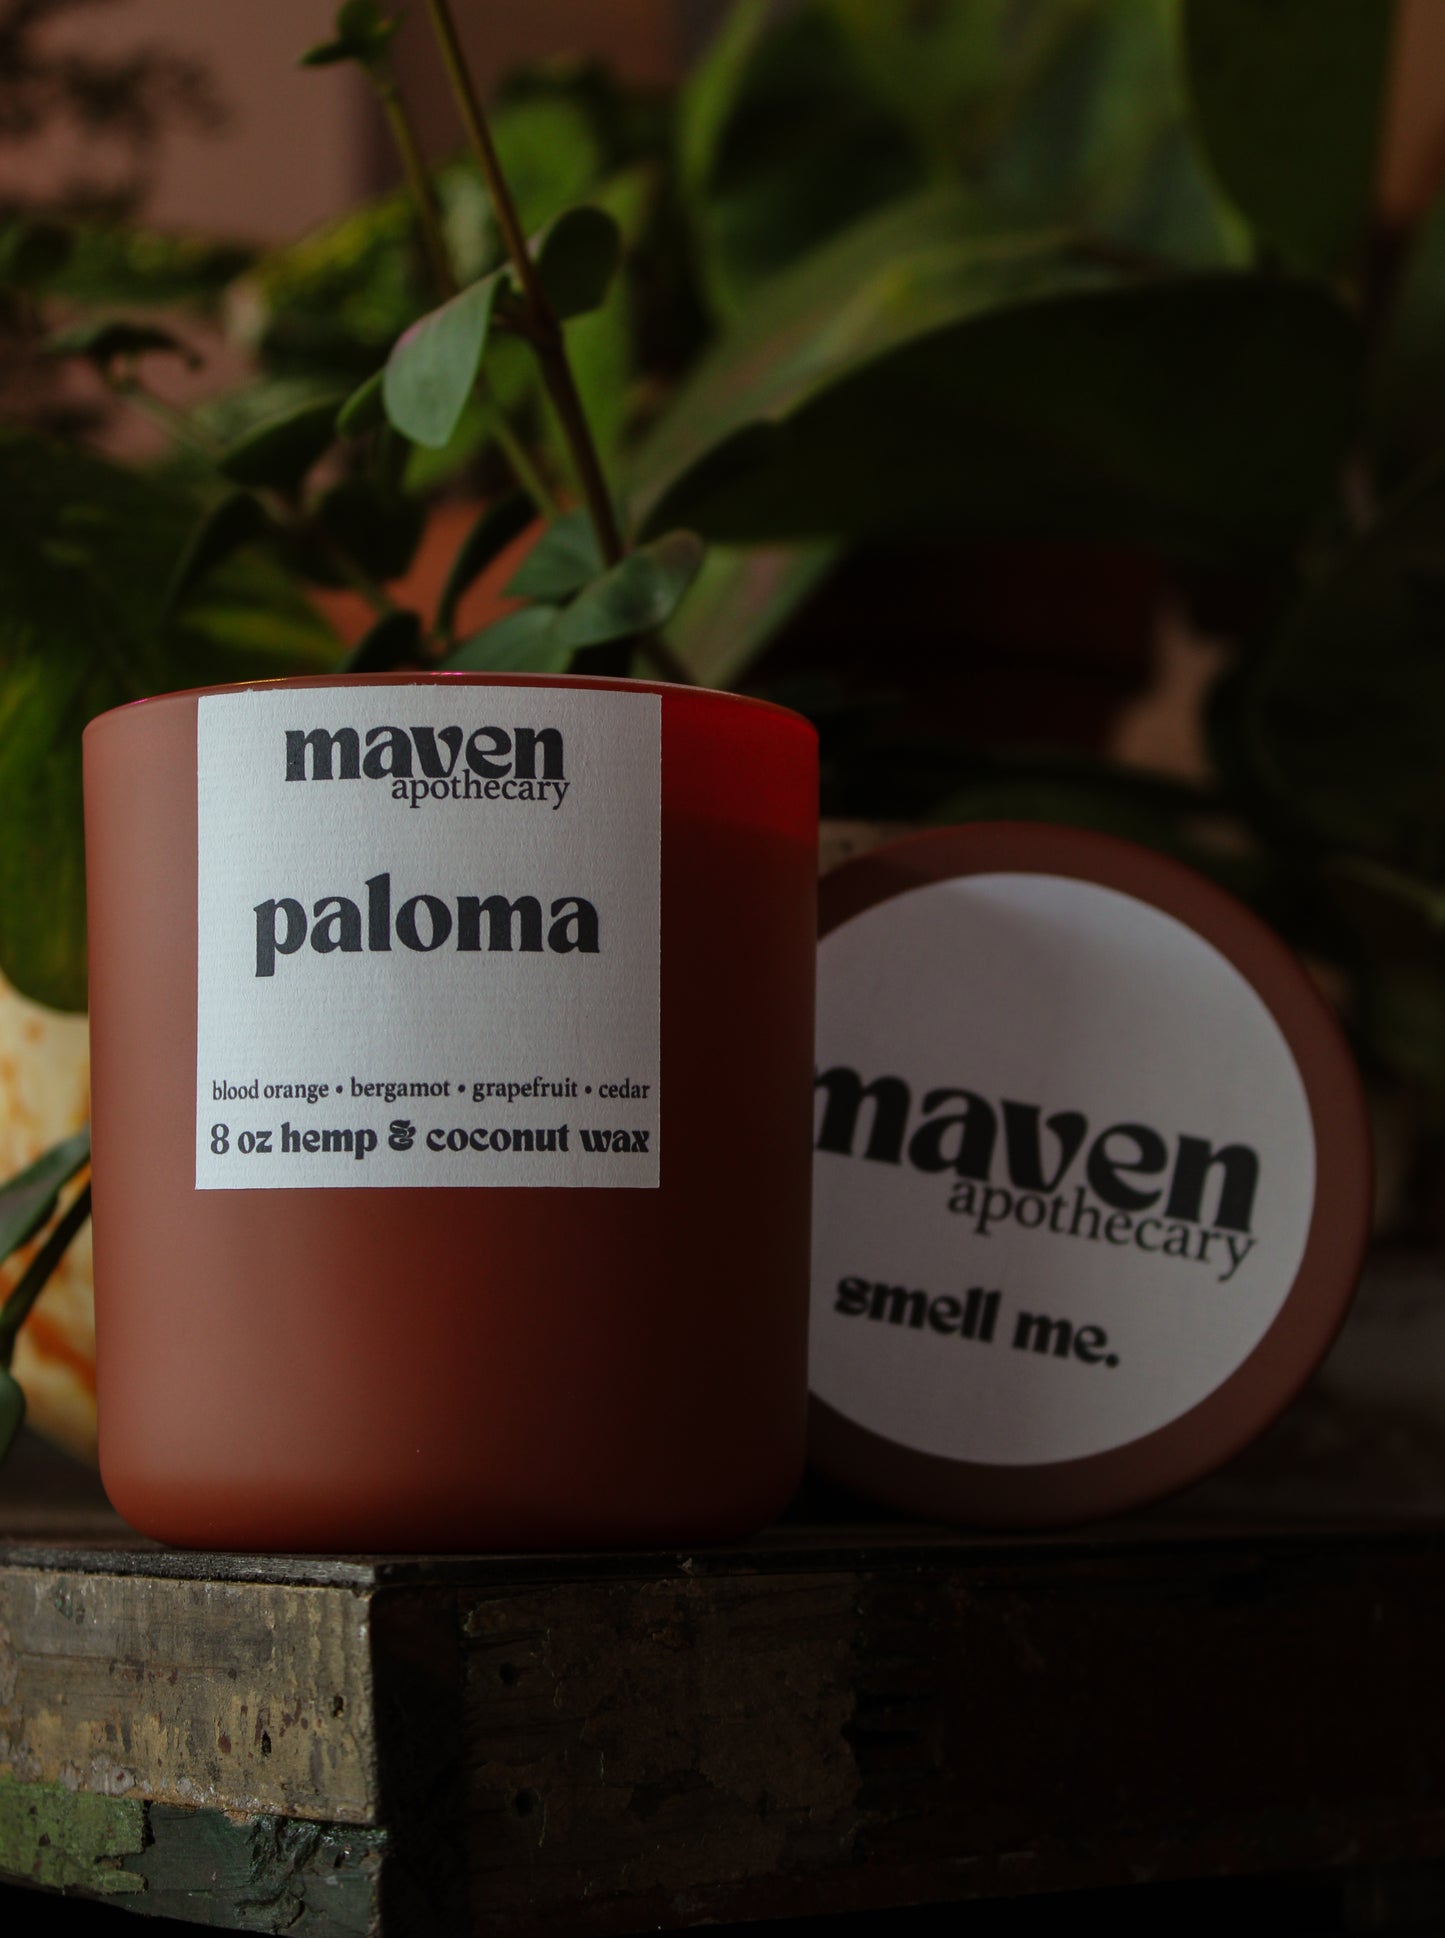 maven
apothecary
paloma
blood orange • bergamot • grapefruit • cedar
8 oz hemp & coconut wax
maven
apothecary
smell me.